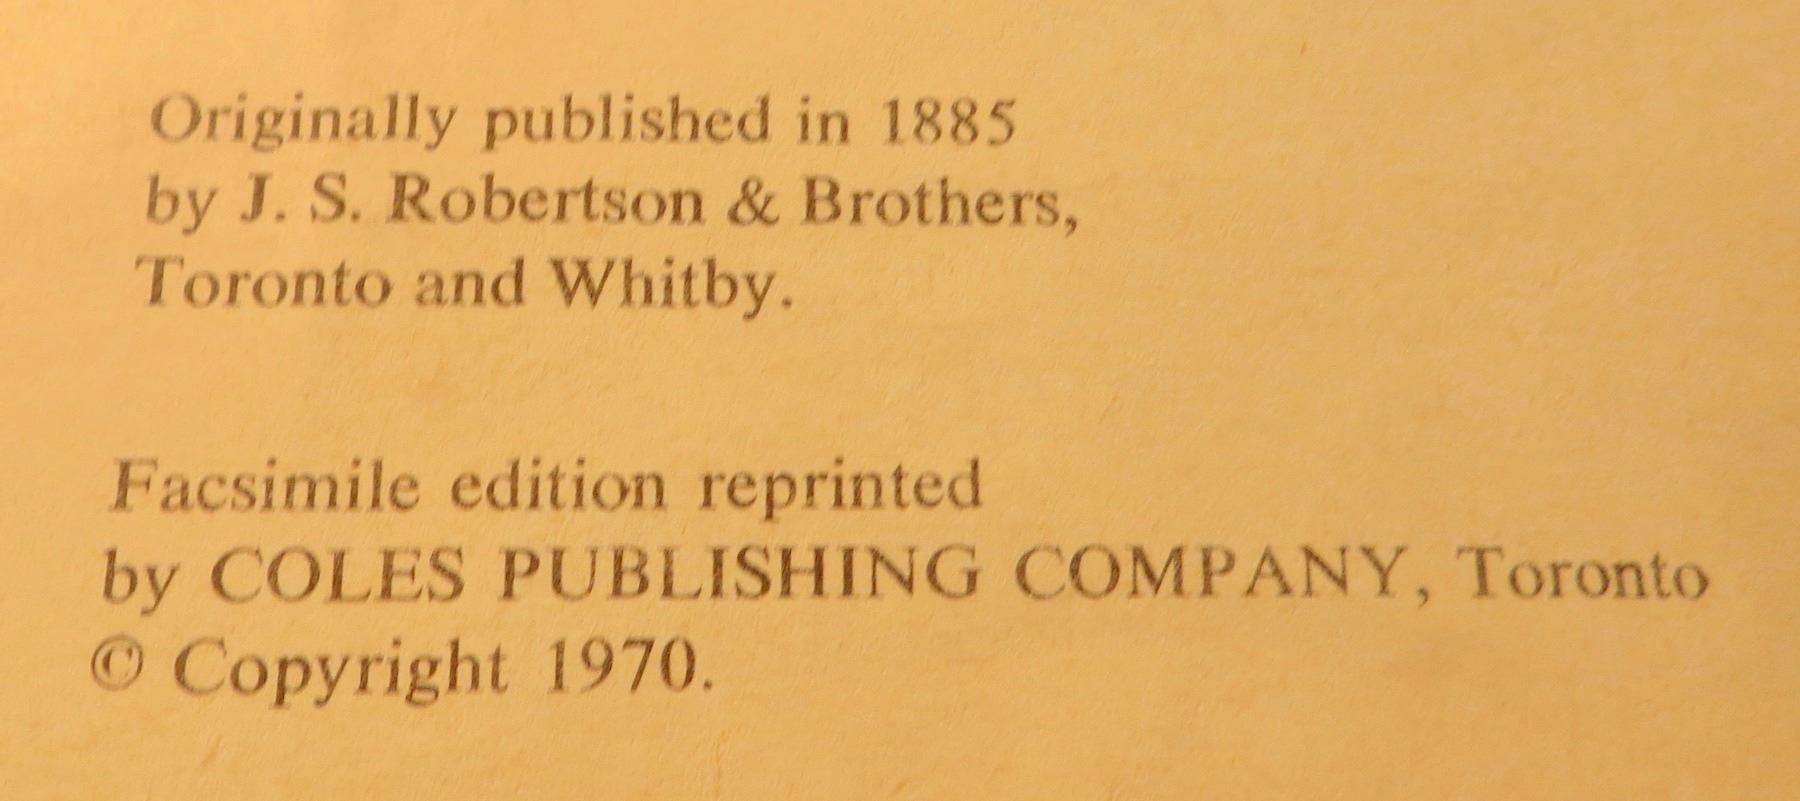 Originally published in 1885
by J. S. Robertson & Brothers,
Toronto and Whitby.
Facsimile edition reprinted
by COLES PUBLISHING COMPANY, Toronto
© Copyright 1970.